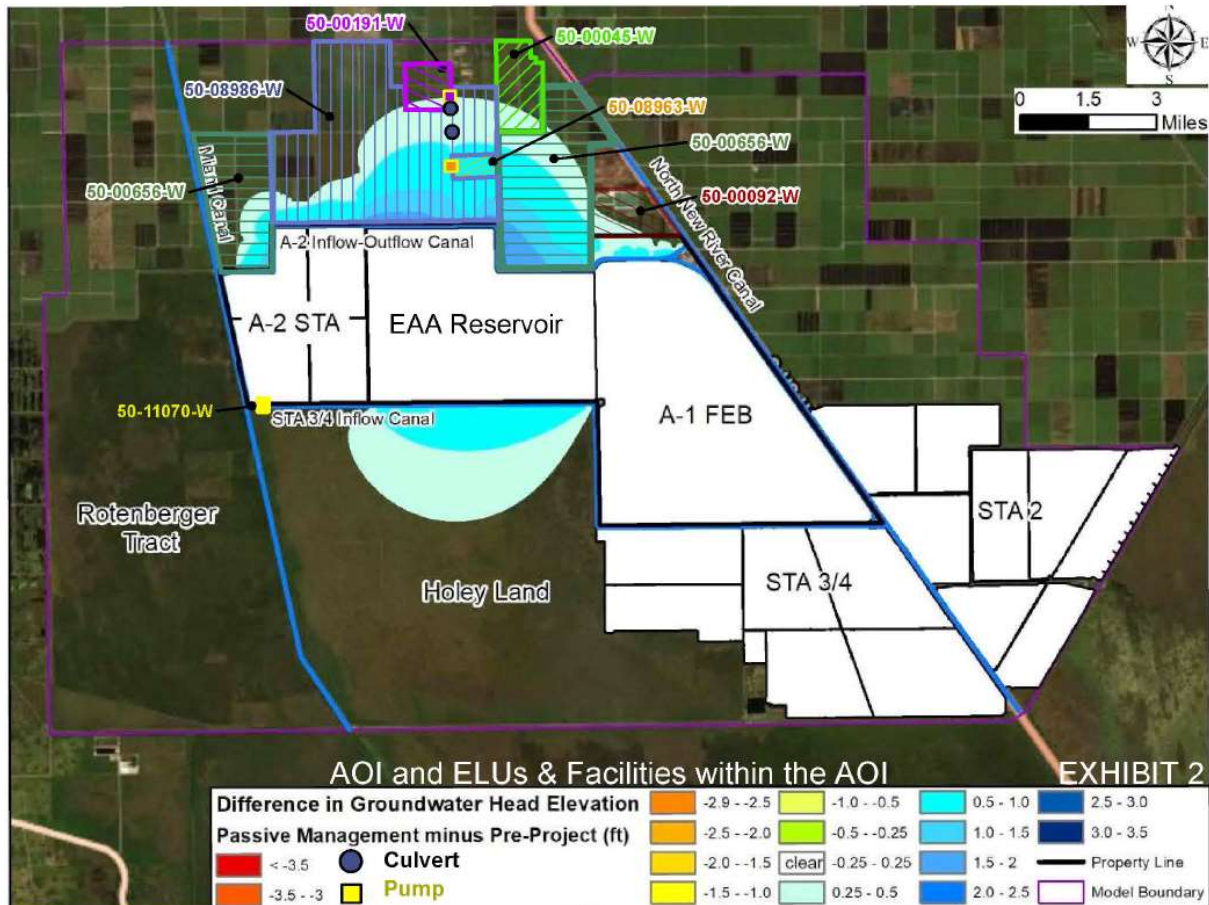 50-00191-W
50-00045-W
N
W E
S
50-08986-W
50-08963-W
0 1.5 3
Miles
50-00656-W
50-00656-W
Miami Canal
North New River Canal
50-00092-W
A-2 Inflow-Outflow Canal
A-2 STA
EAA Reservoir
A-1 FEB
50-11070-W
STA 3/4 Inflow Canal
Rotenberger
Tract
Holey Land
STA 2
STA 3/4
AOI and ELUs & Facilities within the AOI
EXHIBIT 2
Difference in Groundwater Head Elevation
Passive Management minus Pre-Project (ft)
< -3.5
-3.5 - -3
Culvert
Pump
-2.9 - -2.5
-2.5 - -2.0
-2.0 - -1.5
-1.5 - -1.0
-1.0 - -0.5
-0.5 - -0.25
clear -0.25 - 0.25
0.25 - 0.5
0.5 - 1.0
1.0 - 1.5
1.5 - 2
2.0 - 2.5
2.5 - 3.0
3.0 - 3.5
Property Line
Model Boundary